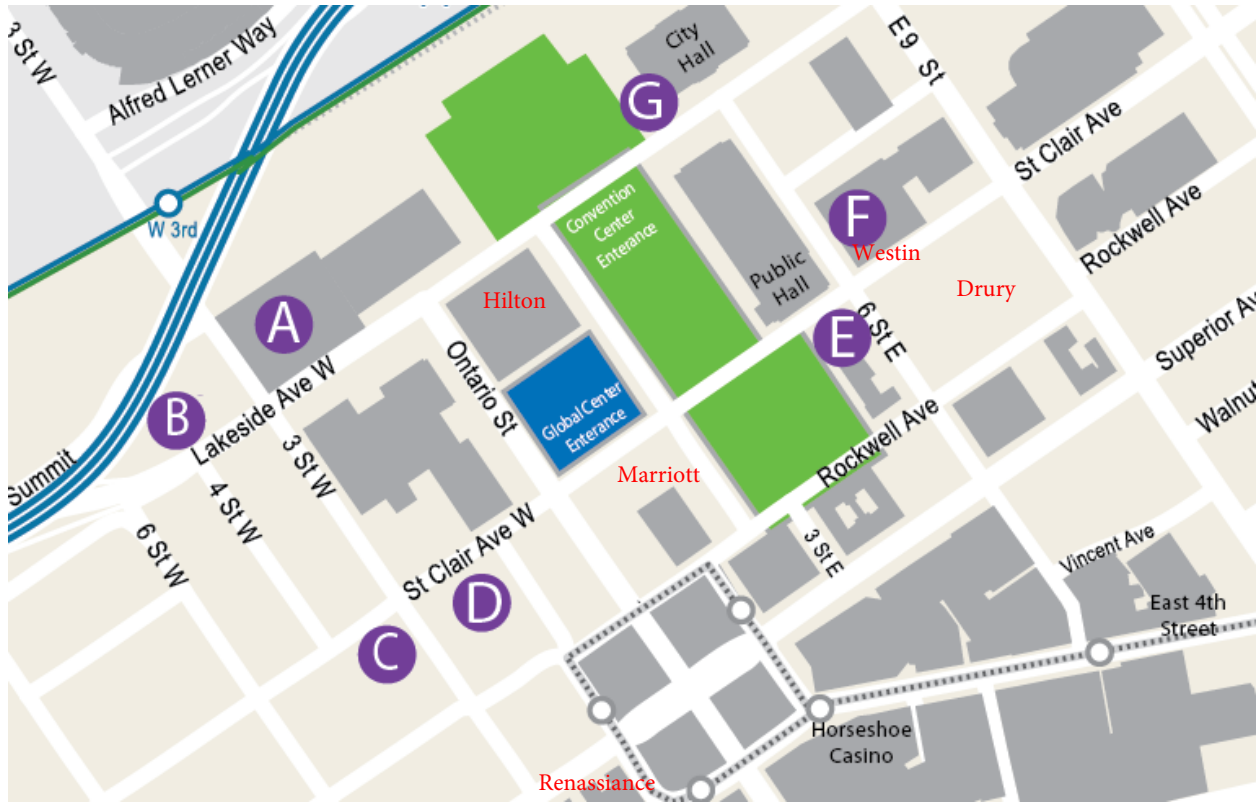 3 St W
Alfred Lerner Way
City
Hall
E 9 St
G
St Clair Ave
W 3rd
Convention
Center
Enterance
F
Rockwell Ave
Westin
Public
Hall
Drury
Hilton
A
6 St E
E
Superior Av
Ontario St
Global Center
Enterance
B
Lakeside Ave W
Walnut
Rockwell Ave
3 St W
Summit
Marriott
4 St W
6 St W
St Clair Ave W
3 St E
Vincent Ave
D
East 4th
Street
C
Horseshoe
Casino
Renassiance